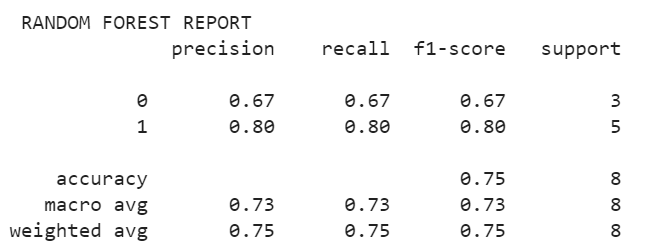 RANDOM FOREST REPORT
precision recall f1-score support
0 0.67 0.67 0.67 3
1 0.80 0.80 0.80 5
accuracy 0.75 8
macro avg 0.73 0.73 0.73 8
weighted avg 0.75 0.75 0.75 8